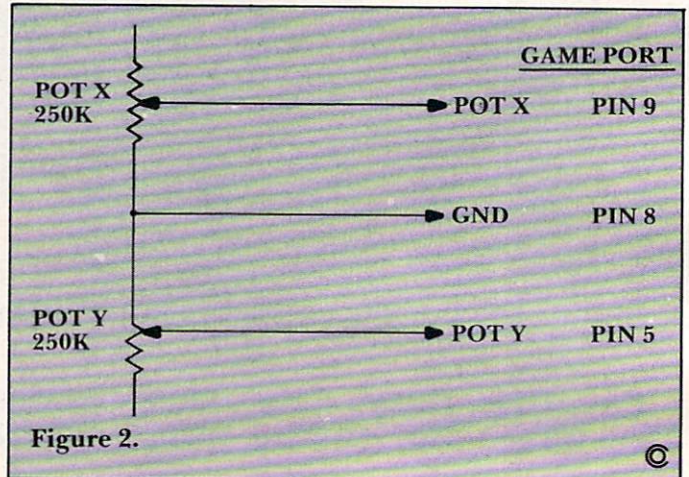 GAME PORT
POT X
250K
POT X PIN 9
GND PIN 8
POT Y
250K
POT Y PIN 5
Figure 2.